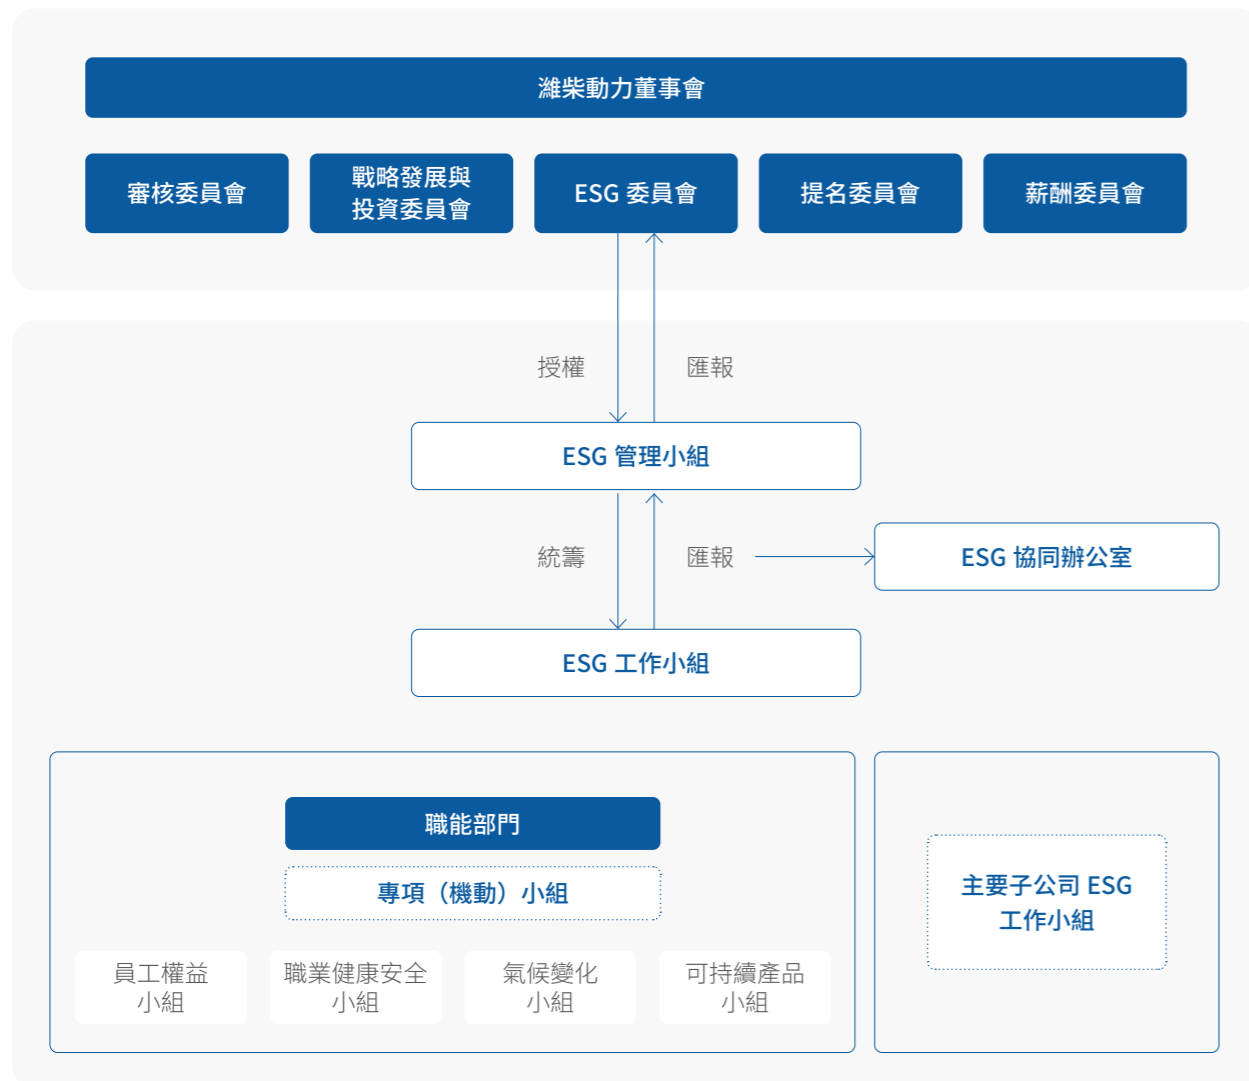 濰柴動力董事會
審核委員會
戰略發展與
投資委員會
ESG 委員會
提名委員會
薪酬委員會
授權
匯報
ESG 管理小組
統籌
匯報
ESG 協同辦公室
ESG 工作小組
職能部門
專項（機動）小組
員工權益
小組
職業健康安全
小組
氣候變化
小組
可持續產品
小組
主要子公司 ESG
工作小組